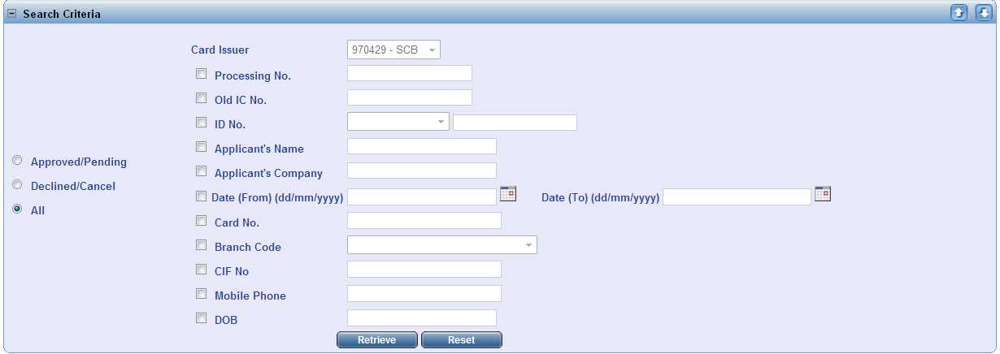 Search Criteria
Card Issuer 970429 - SCB
Processing No.
Old IC No.
ID No.
Applicant's Name
Approved/Pending
Applicant's Company
Declined/Cancel
Date (From) (dd/mm/yyyy) Date (To) (dd/mm/yyyy)
All
Card No.
Branch Code
CIF No
Mobile Phone
DOB
Retrieve Reset